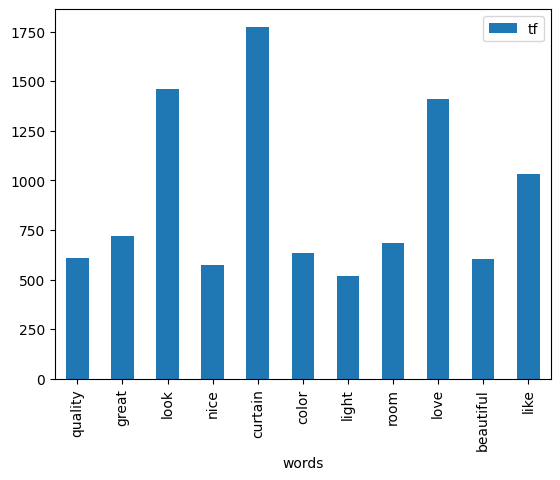 tf
1750
1500
1250
1000
750
500
250
0
quality
great
look
nice
curtain
color
light
room
love
beautiful
like
words